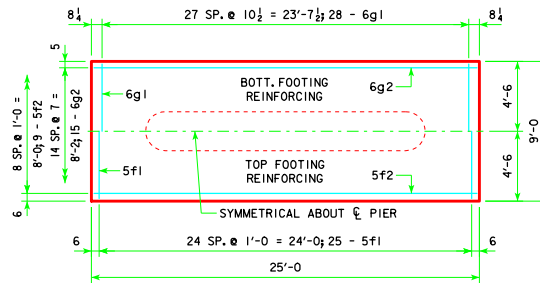 8¼ 27 SP. @ 10½ = 23'-7½; 28 - 6g1 8¼
5
BOTT. FOOTING
REINFORCING
6g1
6g2
4'-6
9'-0
8 SP. @ 1'-0 =
8'-0; 9 - 5f2
14 SP. @ 7 =
8'-2; 15 - 6g2
TOP FOOTING
REINFORCING
5f1
5f2
4'-6
6
SYMMETRICAL ABOUT ℄ PIER
6 24 SP. @ 1'-0 = 24'-0; 25 - 5f1 6
25'-0